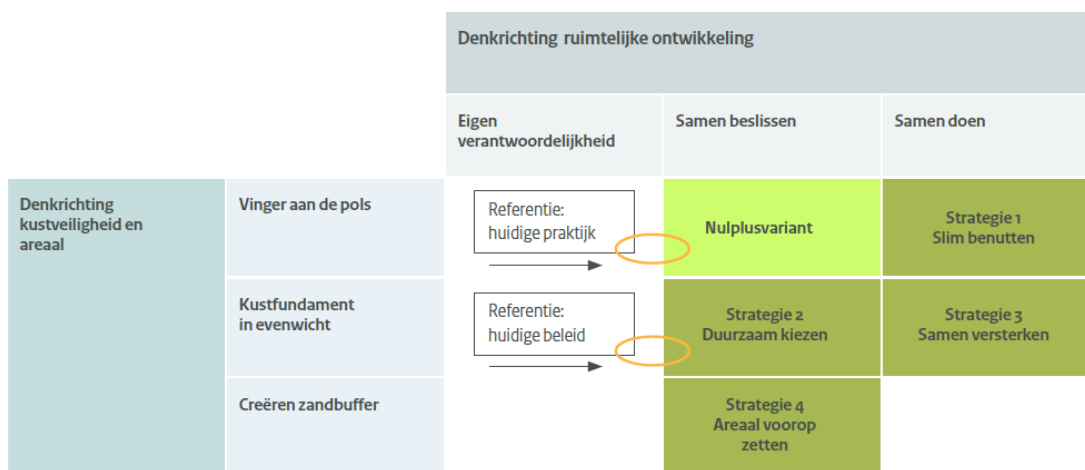 Denkrichting ruimtelijke ontwikkeling
Eigen
verantwoordelijkheid
Samen beslissen
Samen doen
Denkrichting
kustveiligheid en
areaal
Vinger aan de pols
Referentie:
huidige praktijk
Nulplusvariant
Strategie 1
Slim benutten
Kustfundament
in evenwicht
Referentie:
huidige beleid
Strategie 2
Duurzaam kiezen
Strategie 3
Samen versterken
Creëren zandbuffer
Strategie 4
Areaal voorop
zetten